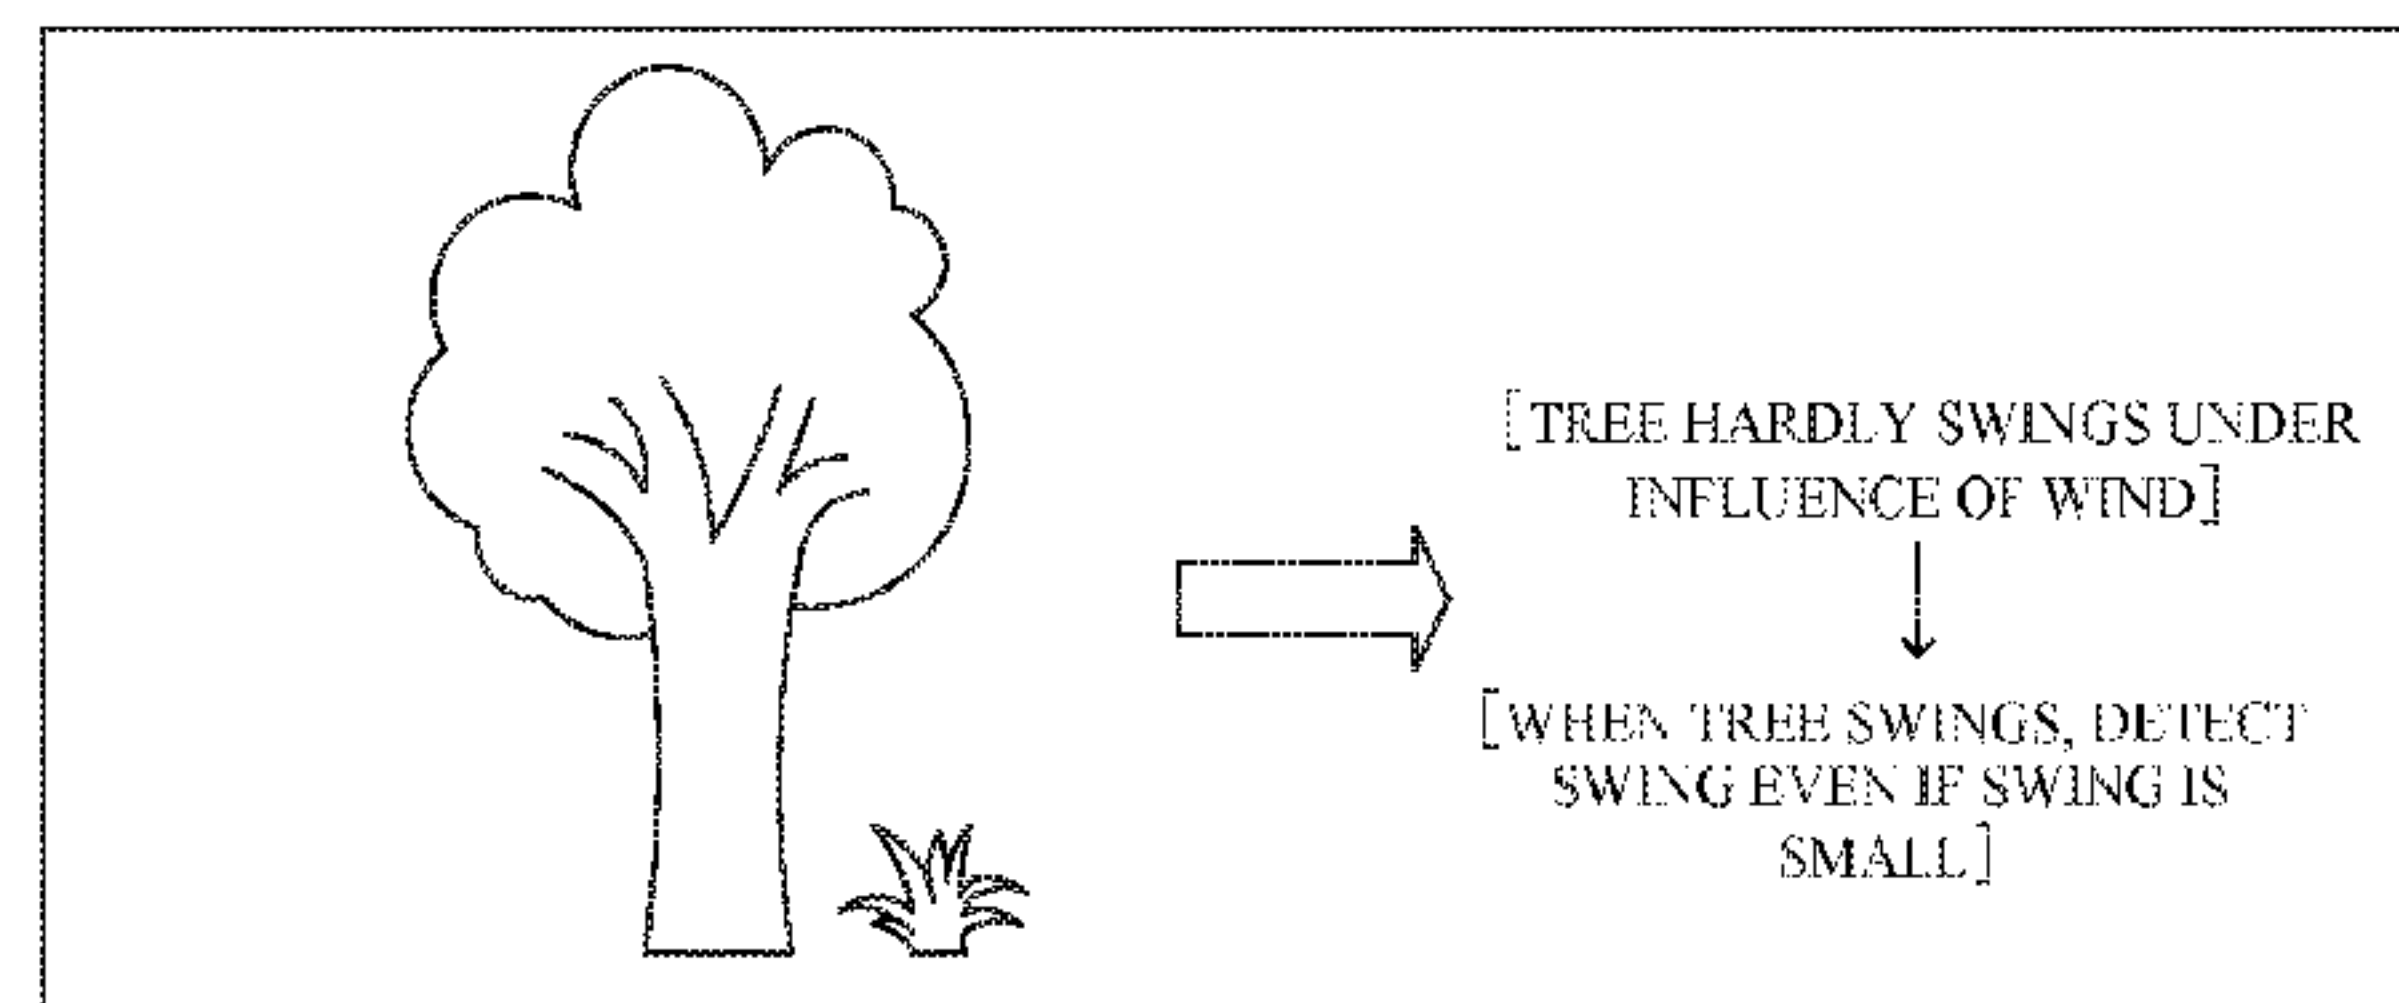 [TREE HARDLY SWINGS UNDER
INFLUENCE OF WIND]
[WHEN TREE SWINGS, DETECT
SWING EVEN IF SWING IS
SMALL]